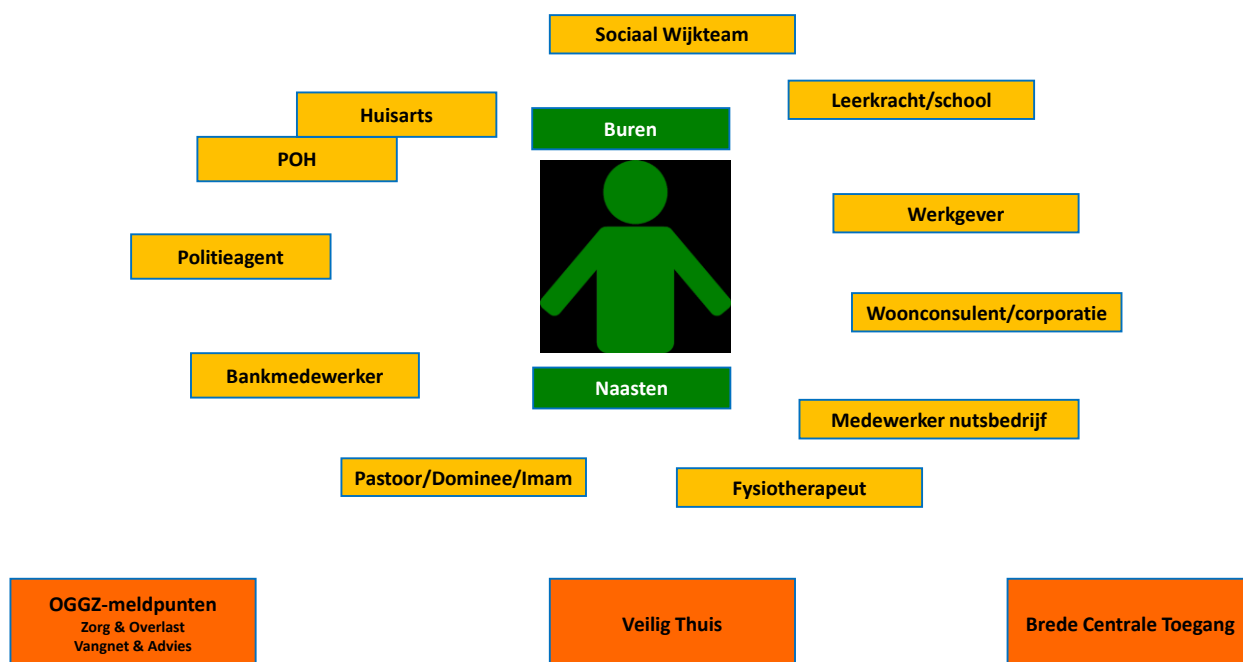 Sociaal Wijkteam
Leerkracht/school
Huisarts
Buren
POH
Werkgever
Politieagent
Woonconsulent/corporatie
Bankmedewerker
Naasten
Medewerker nutsbedrijf
Pastoor/Dominee/Imam
Fysiotherapeut
OGGZ-meldpunten
Zorg & Overlast
Vangnet & Advies
Veilig Thuis
Brede Centrale Toegang